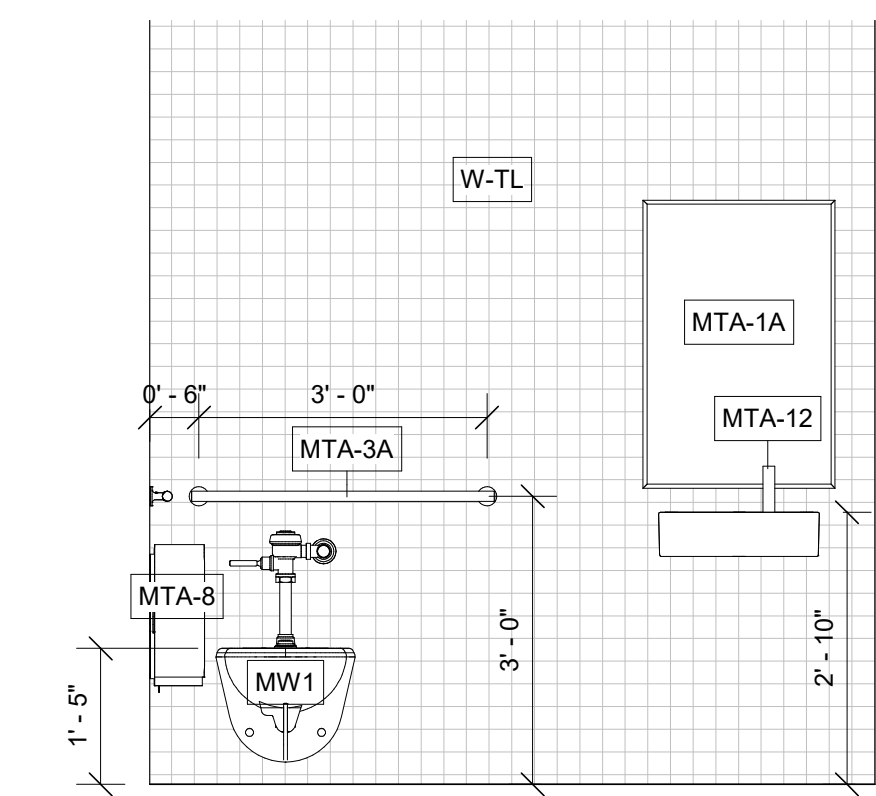 W-TL
MTA-1A
0' - 6"
3' - 0"
MTA-12
MTA-3A
MTA-8
3' - 0"
2' - 10"
MW1
1' - 5"